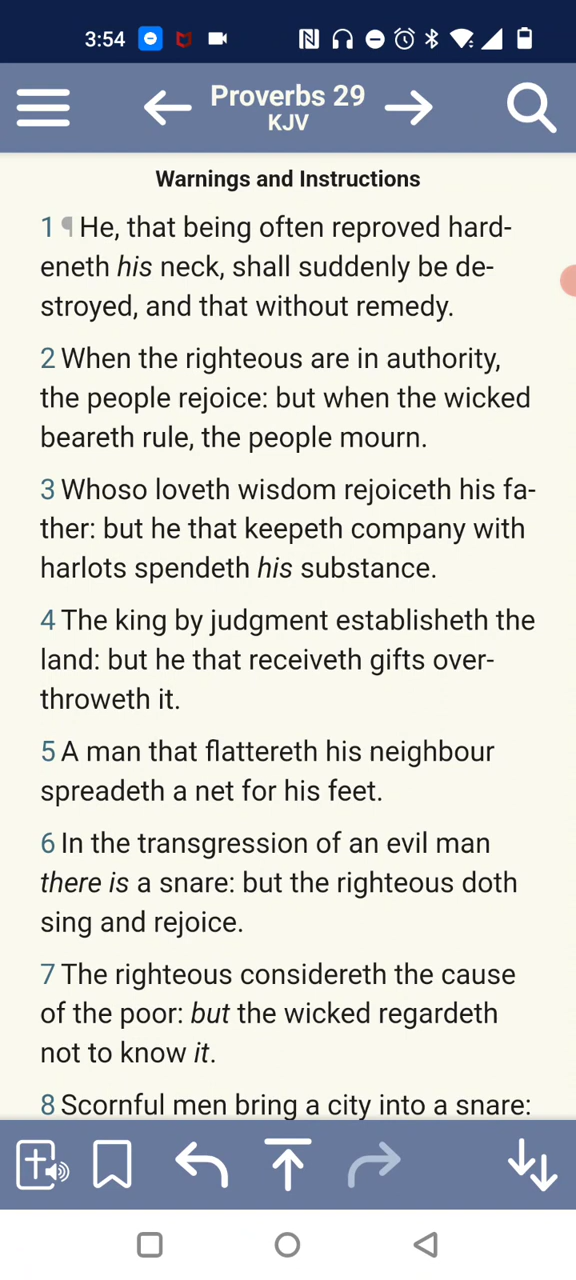 3:54
Proverbs 29
KJV
Warnings and Instructions
1 ¶ He, that being often reproved hard-
eneth his neck, shall suddenly be de-
stroyed, and that without remedy.
2 When the righteous are in authority,
the people rejoice: but when the wicked
beareth rule, the people mourn.
3 Whoso loveth wisdom rejoiceth his fa-
ther: but he that keepeth company with
harlots spendeth his substance.
4 The king by judgment establisheth the
land: but he that receiveth gifts over-
throweth it.
5 A man that flattereth his neighbour
spreadeth a net for his feet.
6 In the transgression of an evil man
there is a snare: but the righteous doth
sing and rejoice.
7 The righteous considereth the cause
of the poor: but the wicked regardeth
not to know it.
8 Scornful men bring a city into a snare: